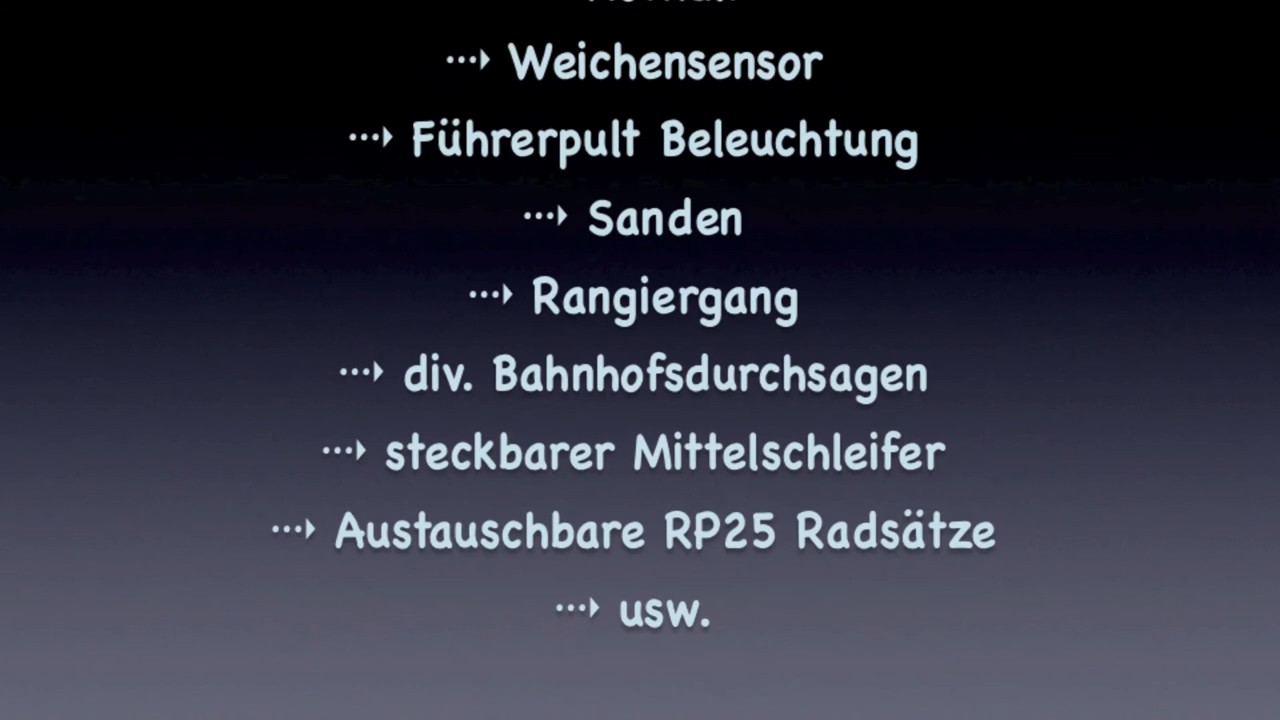 ⋯▸ Weichensensor
⋯▸ Führerpult Beleuchtung
⋯▸ Sanden
⋯▸ Rangiergang
⋯▸ div. Bahnhofsdurchsagen
⋯▸ steckbarer Mittelschleifer
⋯▸ Austauschbare RP25 Radsätze
⋯▸ usw.